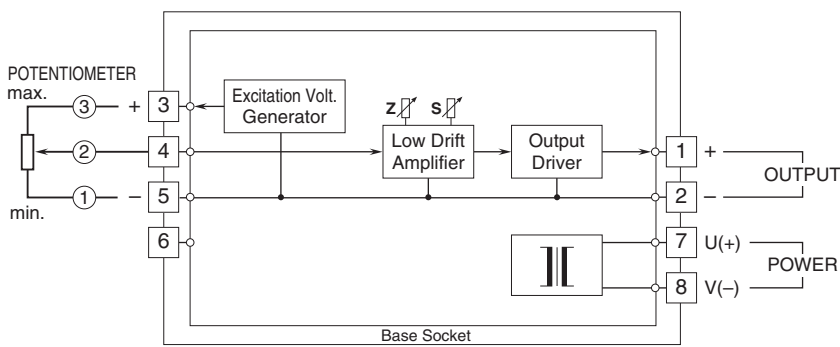 POTENTIOMETER
max.
3
+
3
Excitation Volt.
Generator
Z
S
2
4
Low Drift
Amplifier
Output
Driver
1
+
OUTPUT
1
–
5
2
–
min.
6
7
U(+)
POWER
8
V(–)
Base Socket